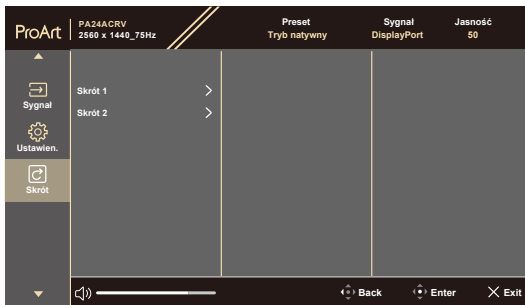 ProArt
PA24ACRV
2560 x 1440_75Hz
Preset
Tryb natywny
Sygnał
DisplayPort
Jasność
50
Sygnał
Ustawien.
Skrót
Skrót 1
Skrót 2
Back
Enter
Exit